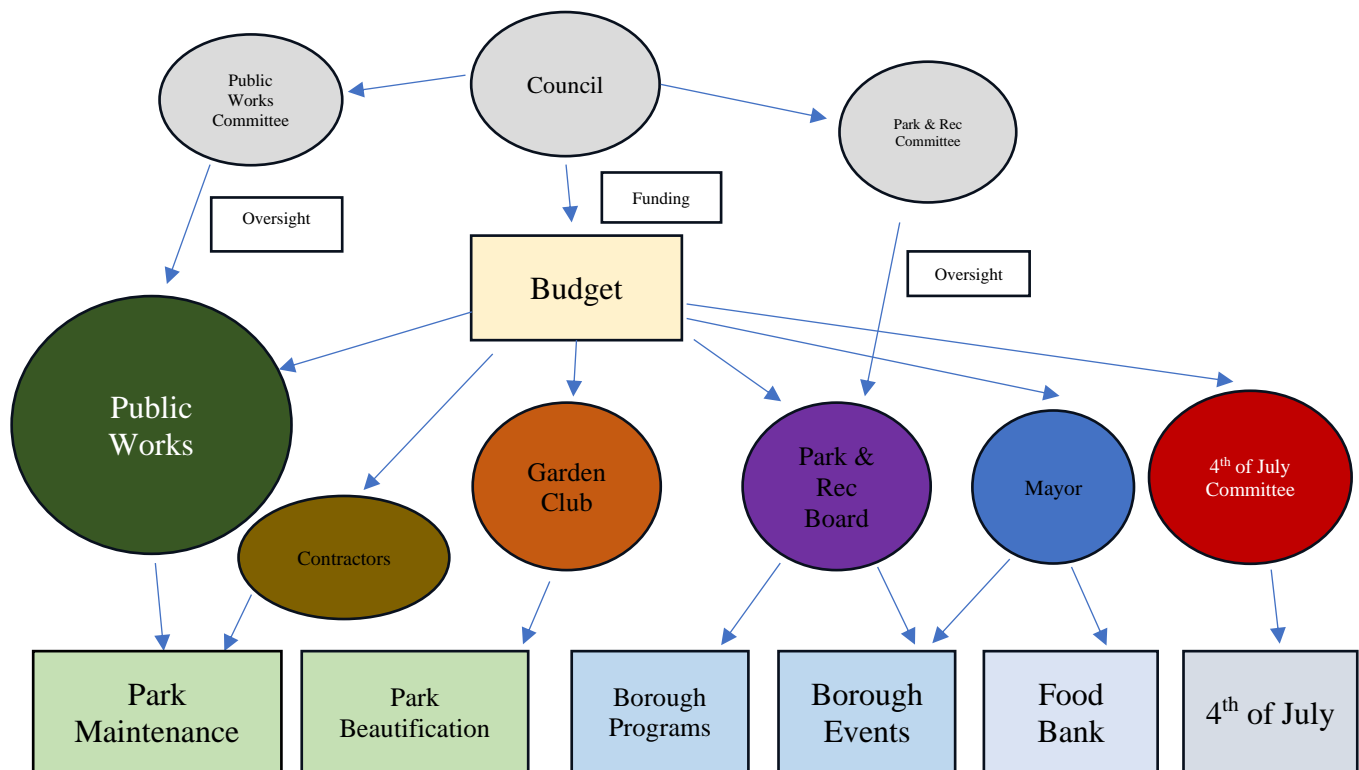 Public
Works
Committee
Council
Park & Rec
Committee
Oversight
Funding
Oversight
Budget
Public
Works
Contractors
Garden
Club
Park &
Rec
Board
Mayor
4th of July
Committee
Park
Maintenance
Park
Beautification
Borough
Programs
Borough
Events
Food
Bank
4th of July